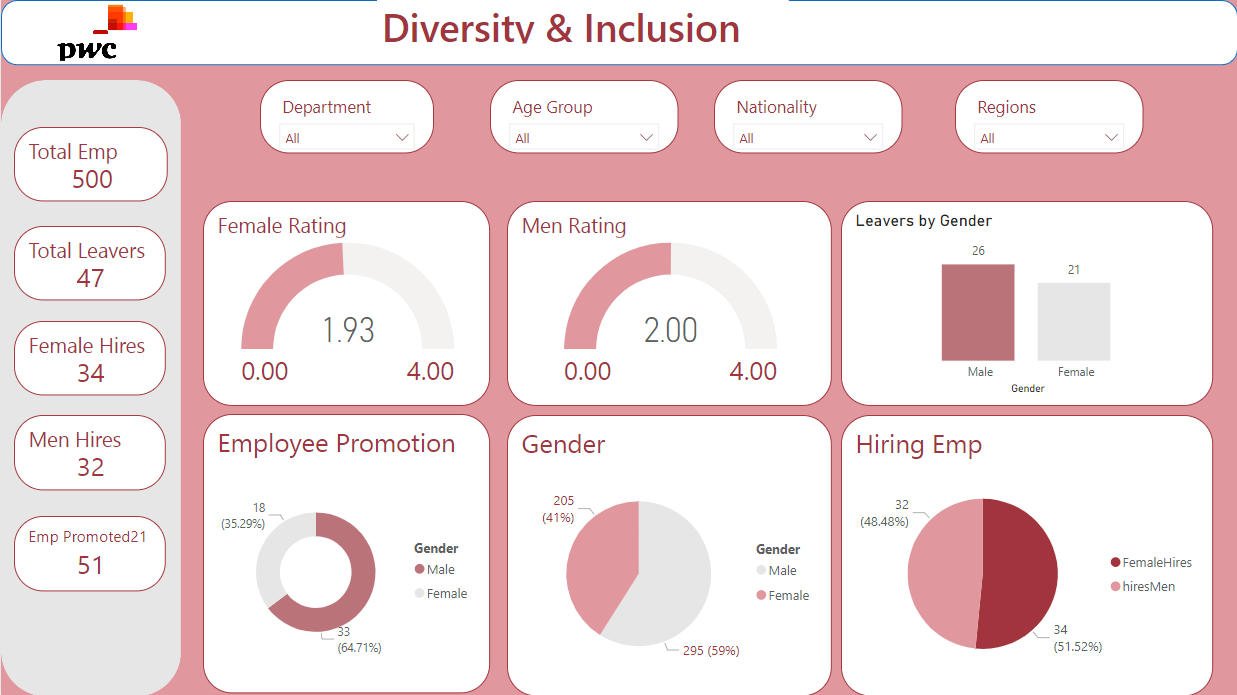 pwc
Diversity & Inclusion
Department
All
Age Group
All
Nationality
All
Regions
All
Total Emp
500
Total Leavers
47
Female Hires
34
Men Hires
32
Emp Promoted21
51
Female Rating
1.93
0.00
4.00
Men Rating
2.00
0.00
4.00
Leavers by Gender
26
21
Male
Female
Gender
Employee Promotion
18
(35.29%)
33
(64.71%)
Gender
Male
Female
Gender
205
(41%)
295 (59%)
Gender
Male
Female
Hiring Emp
32
(48.48%)
34
(51.52%)
FemaleHires
hiresMen